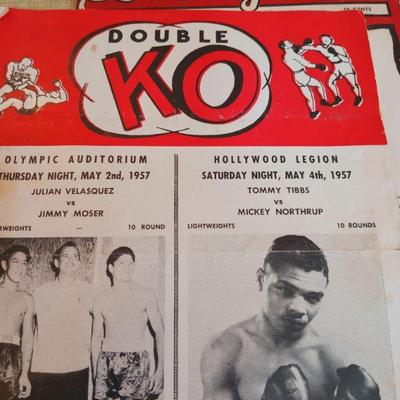 15 CENTS
DOUBLE
KO
OLYMPIC AUDITORIUM
THURSDAY NIGHT, MAY 2nd, 1957
JULIAN VELASQUEZ
vs
JIMMY MOSER
10 ROUND
HOLLYWOOD LEGION
SATURDAY NIGHT, MAY 4th, 1957
TOMMY TIBBS
vs
MICKEY NORTHRUP
LIGHTWEIGHTS
10 ROUNDS